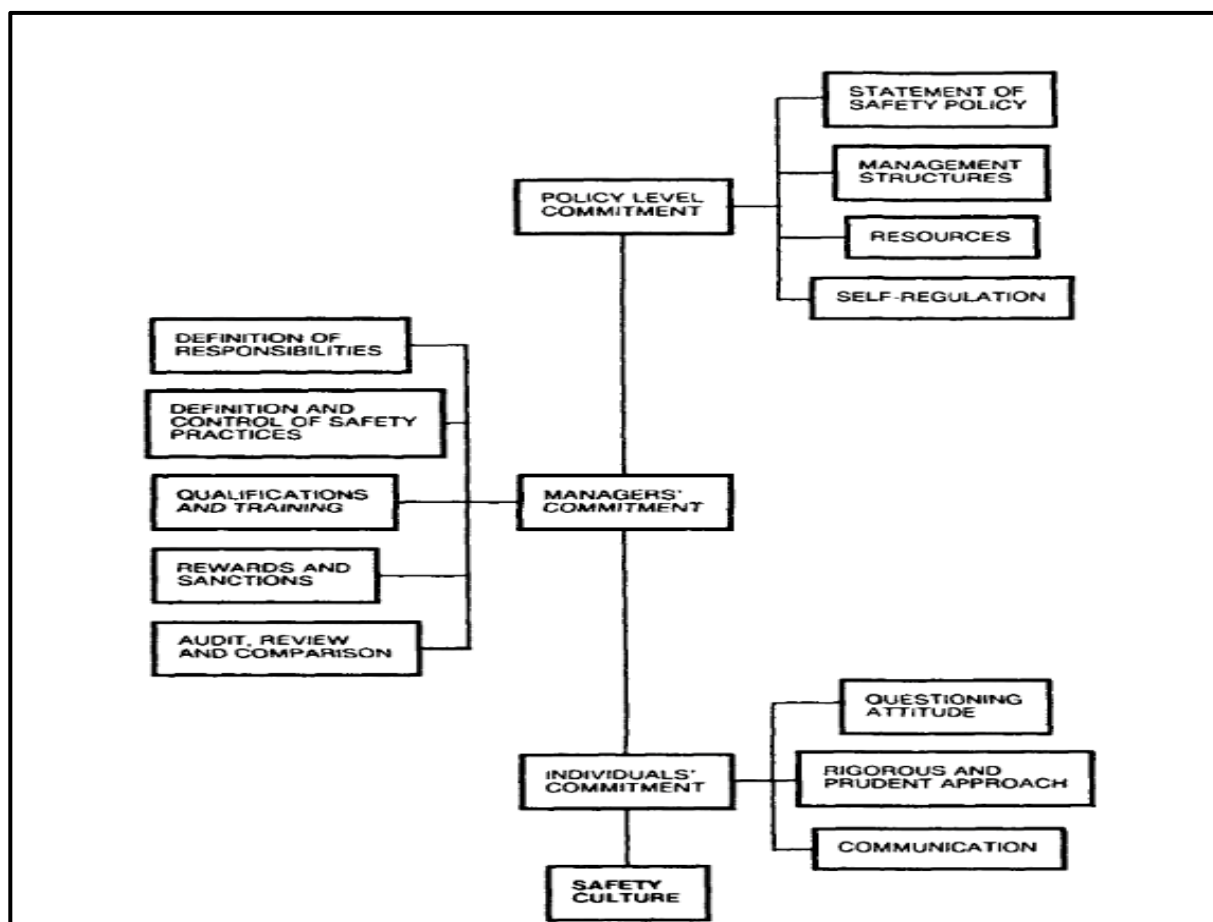 STATEMENT OF
SAFETY POLICY
MANAGEMENT
STRUCTURES
POLICY LEVEL
COMMITMENT
RESOURCES
SELF-REGULATION
DEFINITION OF
RESPONSIBILITIES
DEFINITION AND
CONTROL OF SAFETY
PRACTICES
QUALIFICATIONS
AND TRAINING
MANAGERS'
COMMITMENT
REWARDS AND
SANCTIONS
AUDIT, REVIEW
AND COMPARISON
QUESTIONING
ATTITUDE
INDIVIDUALS'
COMMITMENT
RIGOROUS AND
PRUDENT APPROACH
COMMUNICATION
SAFETY
CULTURE